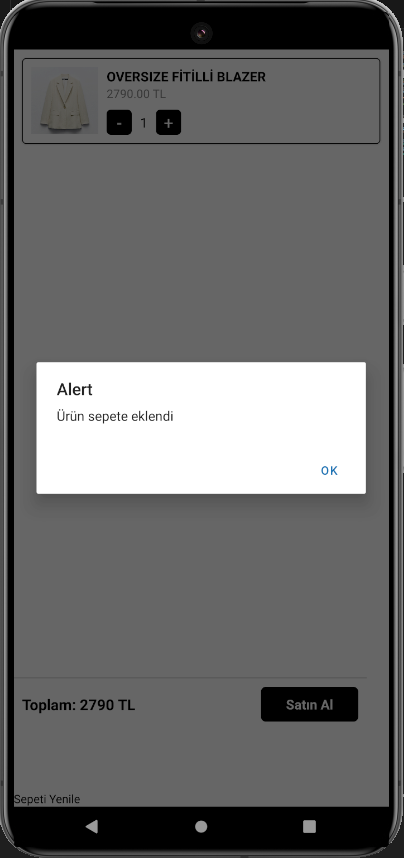 OVERSIZE FİTİLLİ BLAZER
2790.00 TL
- 1 +
Alert
Ürün sepete eklendi
OK
Toplam: 2790 TL
Satın Al
Sepeti Yenile